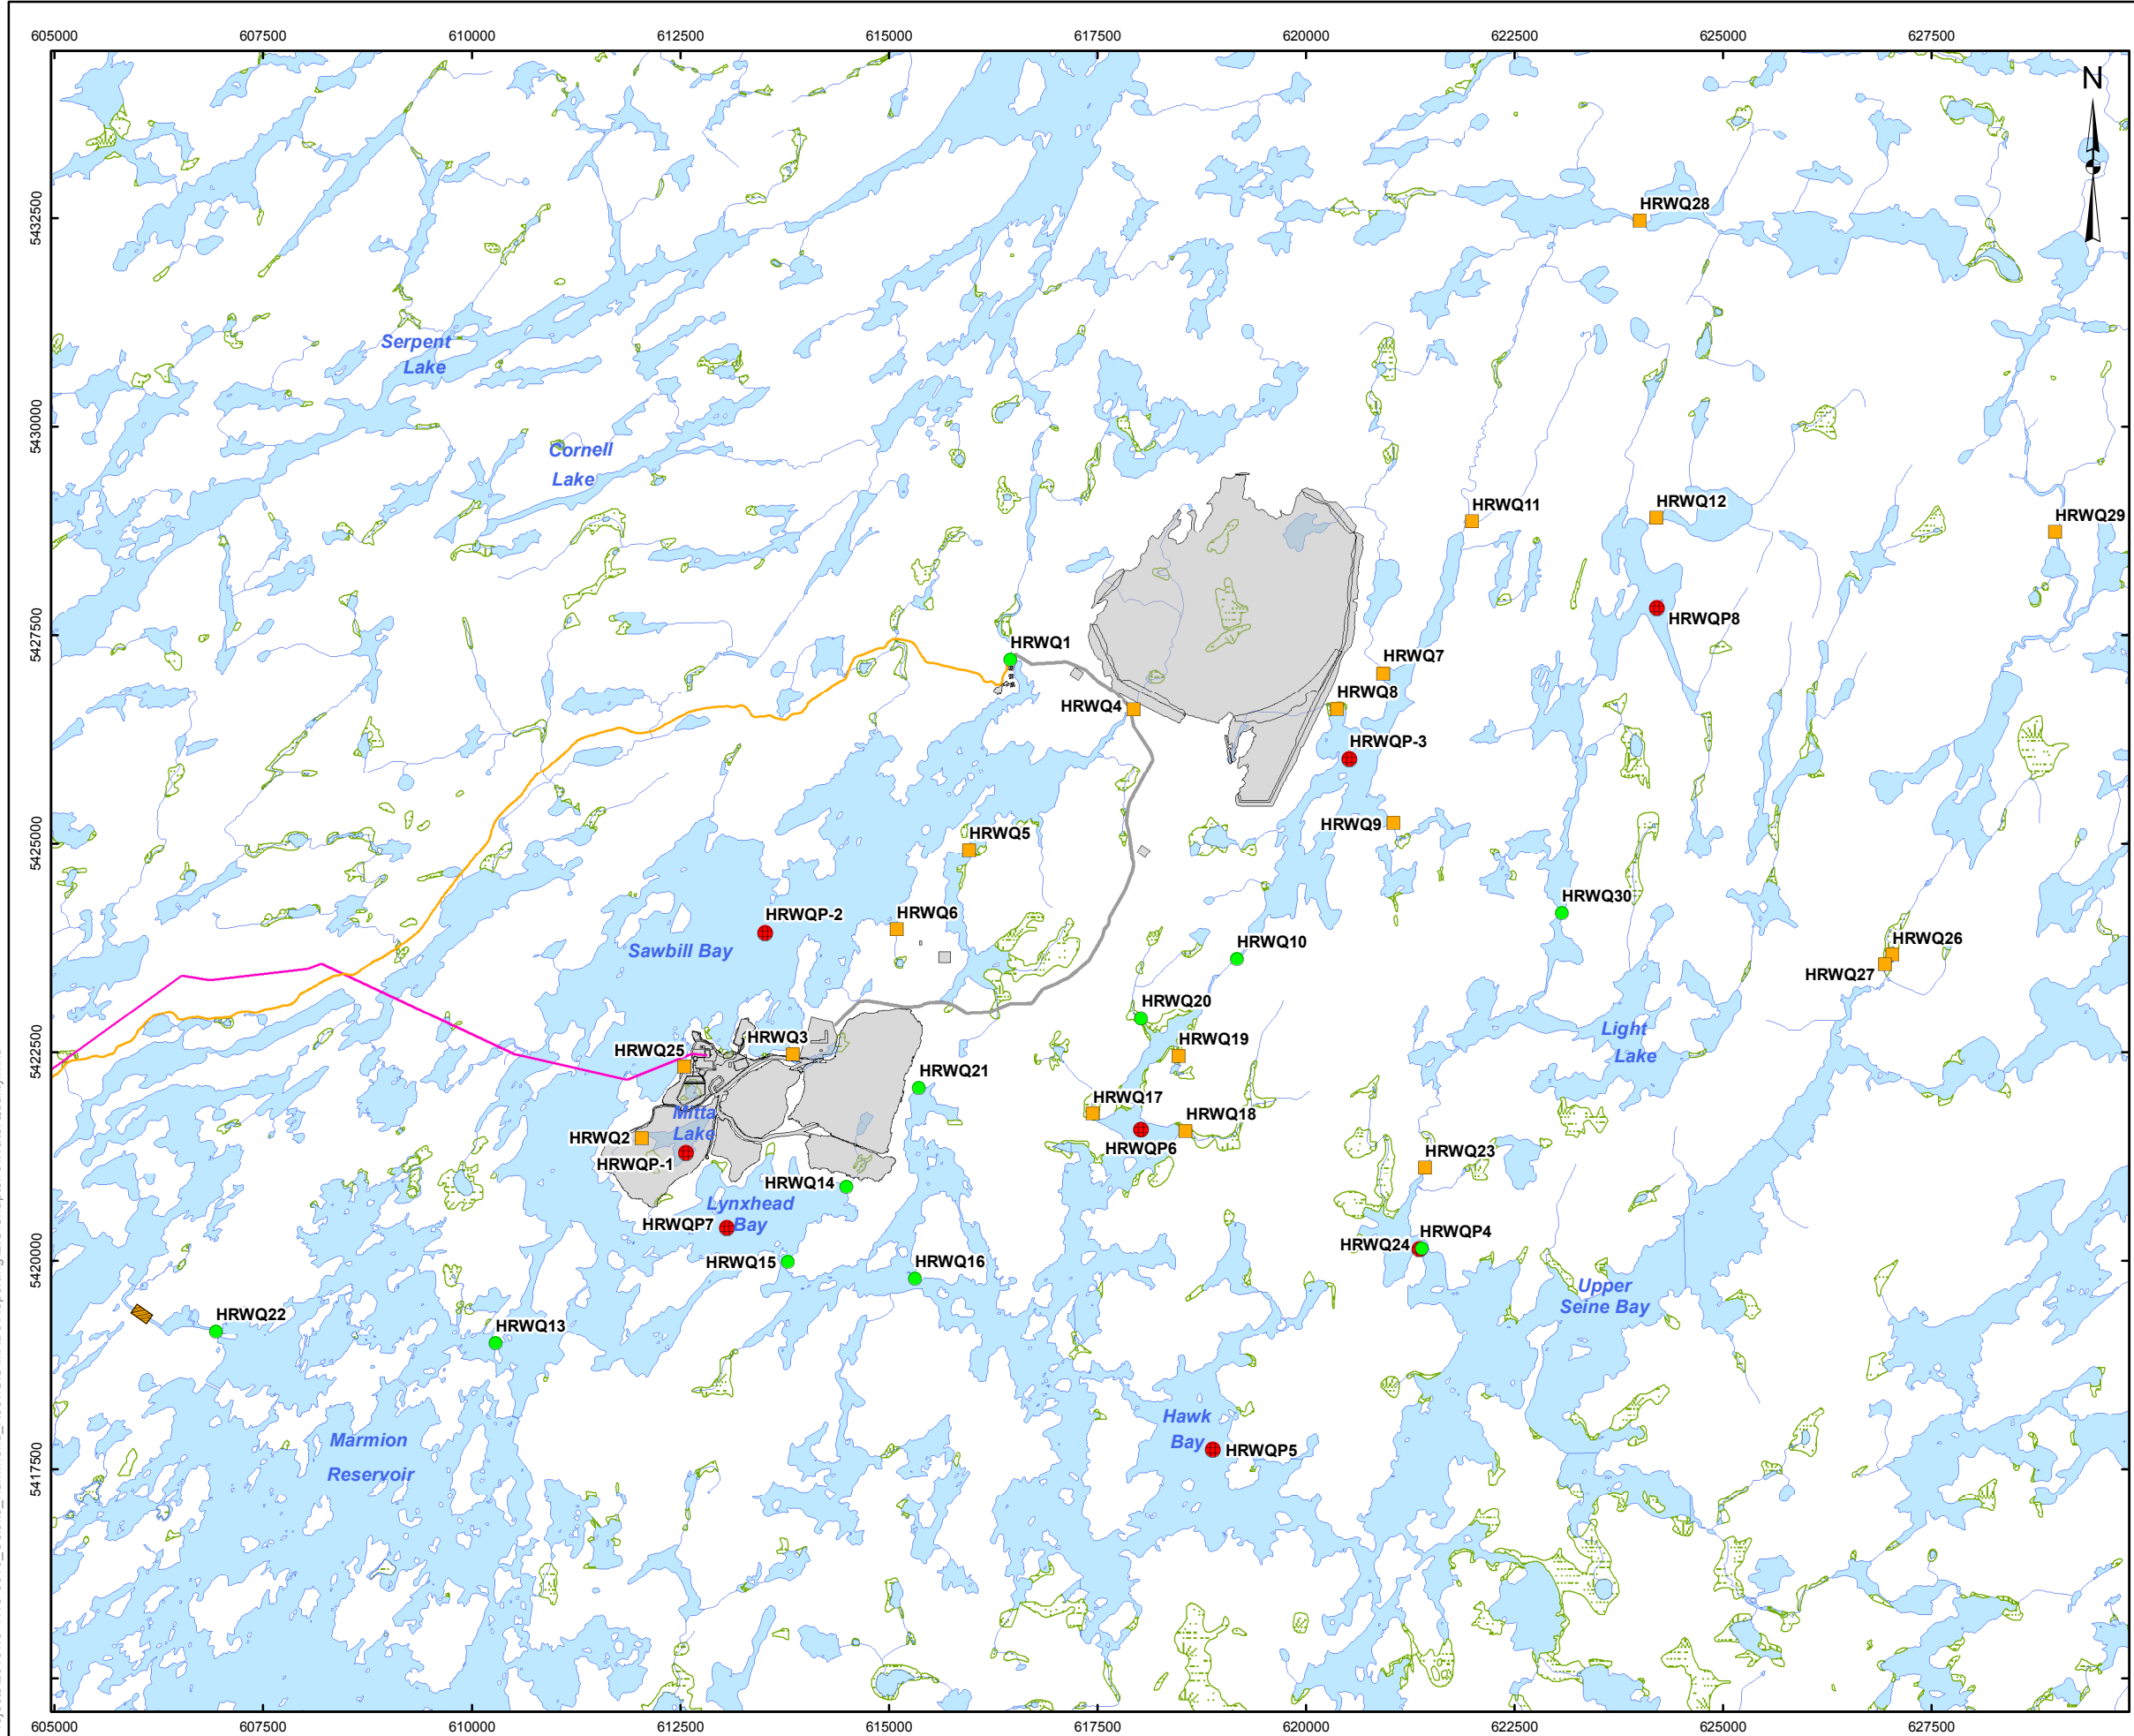 605000 607500 610000 612500 615000 617500 620000 622500 625000 627500
N
5432500
HRWQ28
Serpent
Lake
5430000
Cornell
Lake
HRWQ11
HRWQ12
HRWQ29
5427500
HRWQP8
HRWQ1
HRWQ7
HRWQ8
HRWQ4
HRWQP-3
HRWQ9
5425000
HRWQ5
HRWQ30
HRWQP-2
HRWQ6
Sawbill Bay
HRWQ10
HRWQ26
HRWQ27
HRWQ20
5422500
HRWQ3
HRWQ25
HRWQ19
Light
Lake
HRWQ21
HRWQ17
HRWQ18
Mitta
Lake
HRWQ2
HRWQP6
HRWQP-1
HRWQ23
HRWQ14
Lynxhead
Bay
HRWQP7
HRWQP4
HRWQ24
5420000
HRWQ15
HRWQ16
Upper
Seine Bay
HRWQ22
HRWQ13
Hawk
Bay
HRWQP5
Marmion
Reservoir
5417500
605000 607500 610000 612500 615000 617500 620000 622500 625000 627500